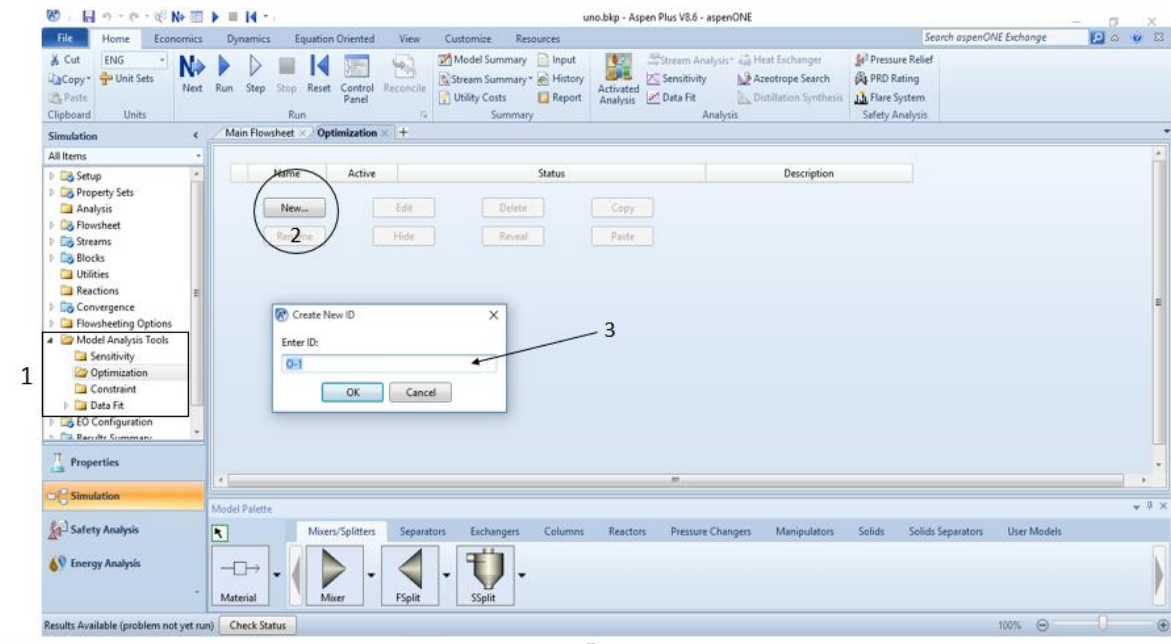 uno.bkp - Aspen Plus V8.6 - aspenONE
File Home Economics Dynamics Equation Oriented View Customize Resources Search aspenONE Exchange
Cut ENG Model Summary Input Stream Analysis Heat Exchanger Pressure Relief
Copy Unit Sets Next Run Step Stop Reset Control Panel Reconcile Stream Summary History Activated Analysis Sensitivity Azeotrope Search PRD Rating
Paste Utility Costs Report Data Fit Distillation Synthesis Flare System
Clipboard Units Run Summary Analysis Safety Analysis
Simulation Main Flowsheet Optimization +
All Items
Name Active Status Description
Setup
Property Sets
Analysis
New... Edit Delete Copy
Flowsheet
2
Streams
Hide Reveal Paste
Blocks
Utilities
Reactions
Convergence
Flowsheeting Options
Model Analysis Tools
Sensitivity
Optimization
Constraint
Data Fit
EO Configuration
Results Summary
1
Create New ID
Enter ID:
O-1
OK Cancel
3
Properties
Simulation
Safety Analysis
Energy Analysis
Model Palette
Mixers/Splitters Separators Exchangers Columns Reactors Pressure Changers Manipulators Solids Solids Separators User Models
Material Mixer FSplit SSplit
Results Available (problem not yet run) Check Status 100%